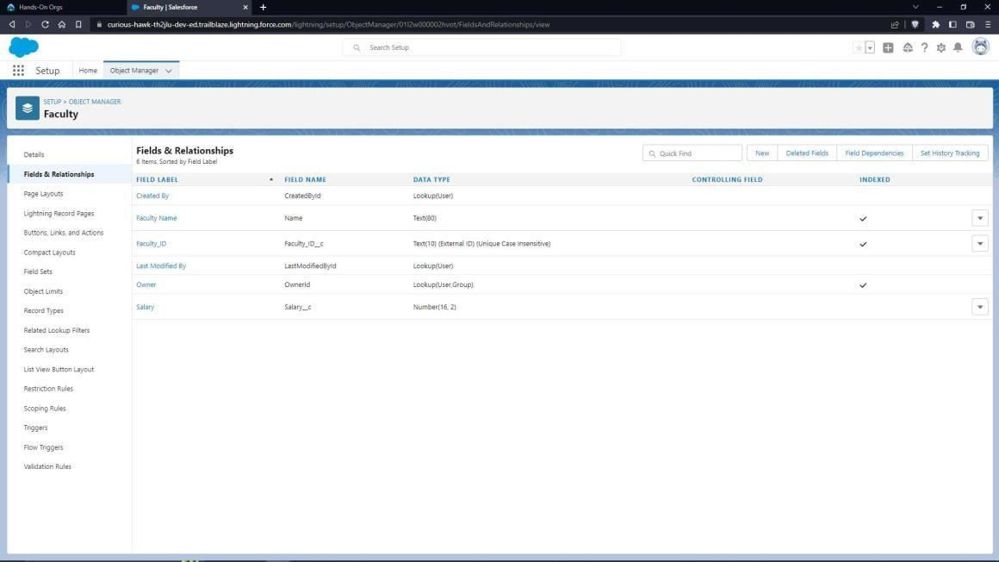 Hands-On Orgs
Faculty | Salesforce
curious-hawk-th2jlu-dev-ed.trailblaze.lightning.force.com/lightning/setup/ObjectManager/01I2w000002hvot/FieldsAndRelationships/view
Search Setup
Setup
Home
Object Manager
SETUP > OBJECT MANAGER
Faculty
Details
Fields & Relationships
Page Layouts
Lightning Record Pages
Buttons, Links, and Actions
Compact Layouts
Field Sets
Object Limits
Record Types
Related Lookup Filters
Search Layouts
List View Button Layout
Restriction Rules
Scoping Rules
Triggers
Flow Triggers
Validation Rules
Fields & Relationships
6 Items, Sorted by Field Label
Quick Find
New
Deleted Fields
Field Dependencies
Set History Tracking
FIELD LABEL FIELD NAME DATA TYPE CONTROLLING FIELD INDEXED
Created By CreatedById Lookup(User)
Faculty Name Name Text(80)
Faculty_ID Faculty_ID__c Text(10) (External ID) (Unique Case Insensitive)
Last Modified By LastModifiedById Lookup(User)
Owner OwnerId Lookup(User,Group)
Salary Salary__c Number(16, 2)